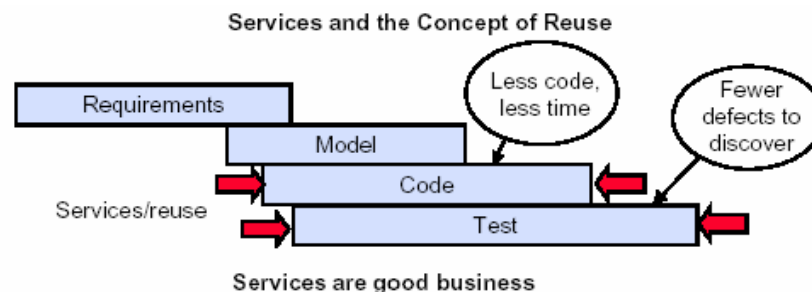 Services and the Concept of Reuse
Less code,
less time
Fewer
defects to
discover
Requirements
Model
Code
Services/reuse
Test
Services are good business